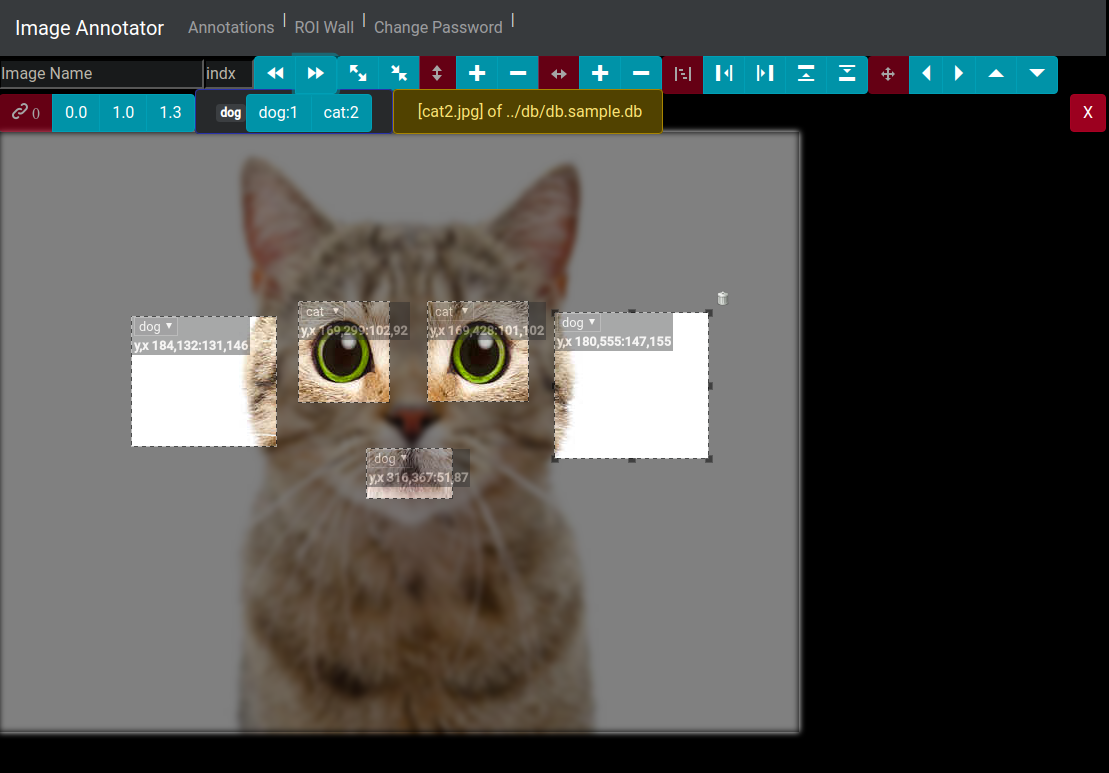 Image Annotator Annotations ROI Wall Change Password
Image Name indx
0 0.0 1.0 1.3 dog dog:1 cat:2 [cat2.jpg] of ../db/db.sample.db X
cat
y,x 169,299:102,92
cat
y,x 169,428:101,102
dog
y,x 180,555:147,155
dog
y,x 184,132:131,146
dog
y,x 316,367:51,87